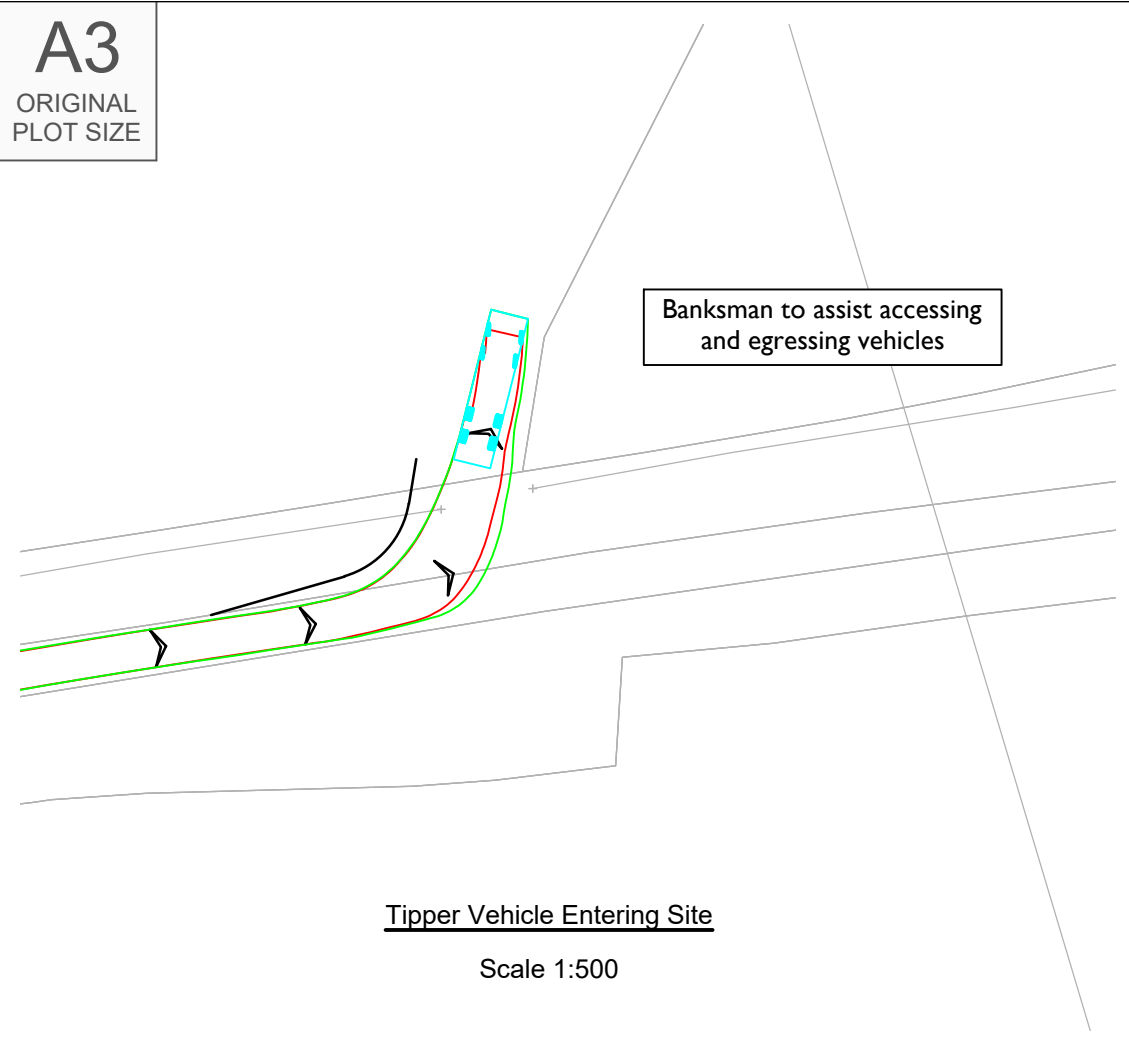 A3
ORIGINAL
PLOT SIZE
Banksman to assist accessing
and egressing vehicles
Tipper Vehicle Entering Site
Scale 1:500